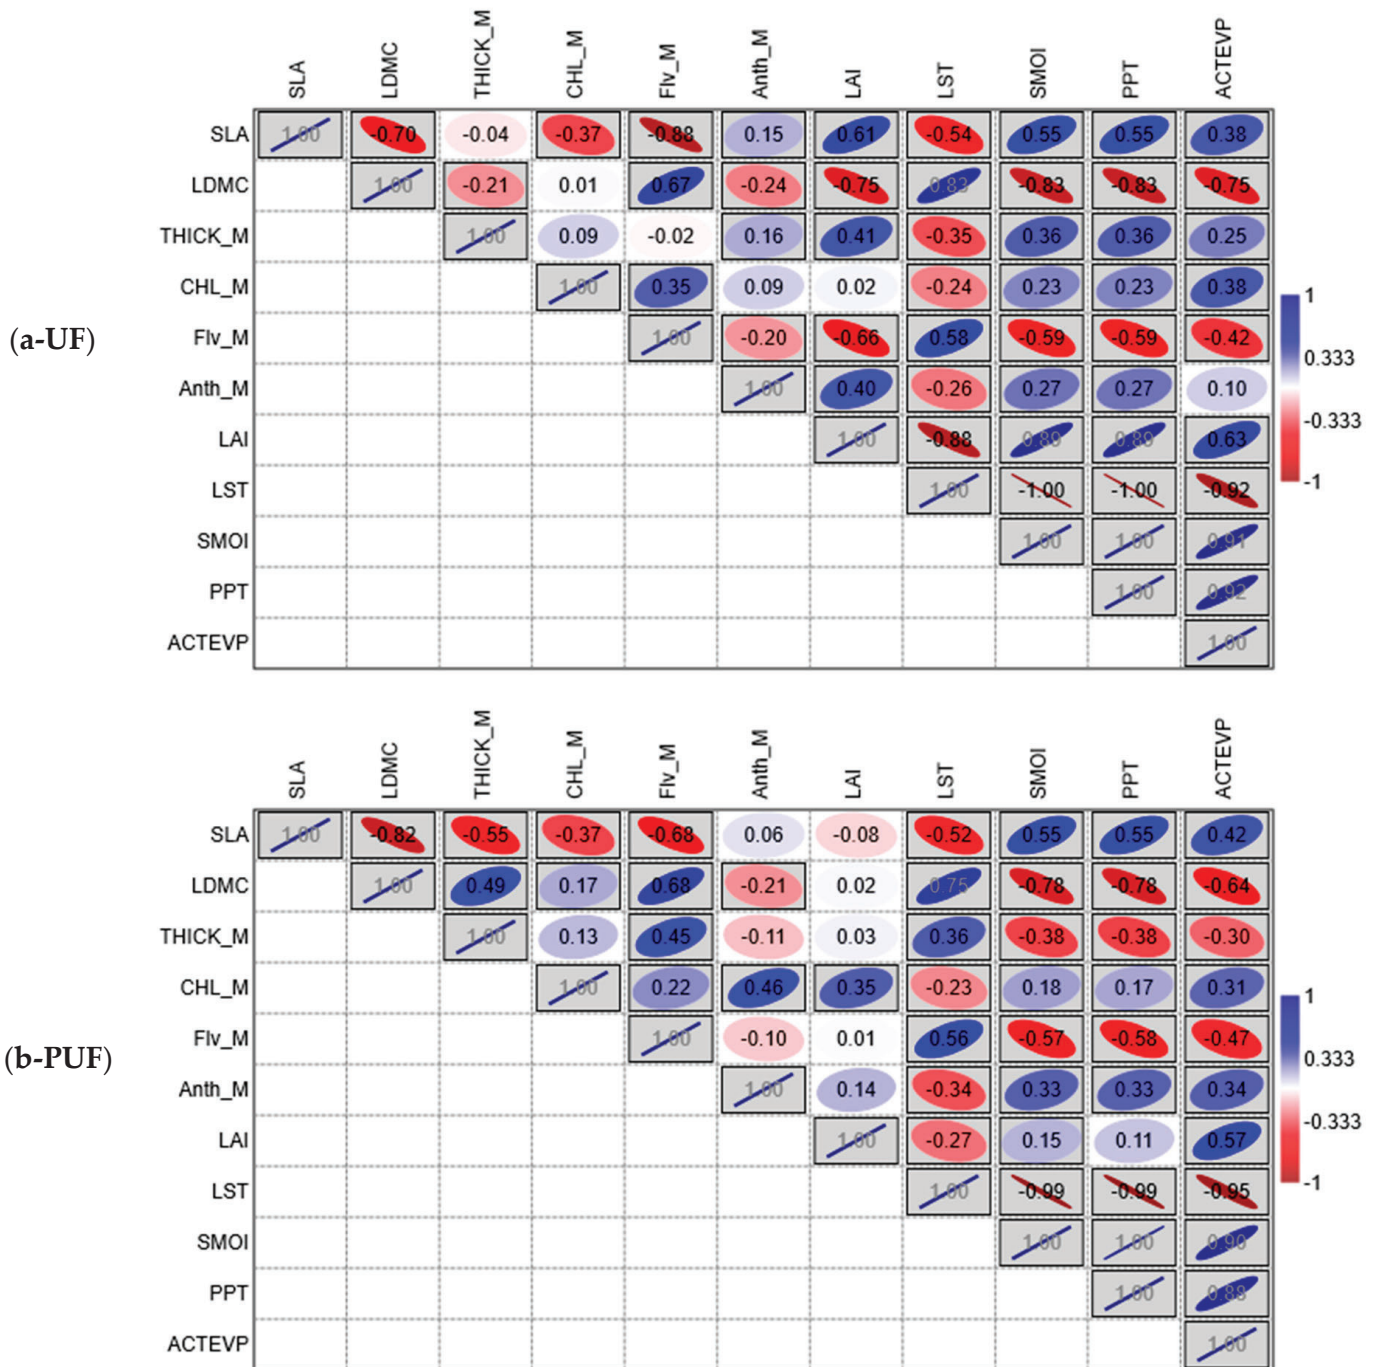 SLA LDMC THICK_M CHL_M Flv_M Anth_M LAI LST SMOI PPT ACTEVP
SLA 1.00 -0.70 -0.04 -0.37 -0.88 0.15 0.61 -0.54 0.55 0.55 0.38
LDMC 1.00 -0.21 0.01 0.67 -0.24 -0.75 0.83 -0.83 -0.83 -0.75
THICK_M 1.00 0.09 -0.02 0.16 0.41 -0.35 0.36 0.36 0.25
CHL_M 1.00 0.35 0.09 0.02 -0.24 0.23 0.23 0.38
(a-UF)
Flv_M 1.00 -0.20 -0.66 0.58 -0.59 -0.59 -0.42
Anth_M 1.00 0.40 -0.26 0.27 0.27 0.10
LAI 1.00 -0.88 0.89 0.89 0.63
LST 1.00 -1.00 -1.00 -0.92
SMOI 1.00 1.00 0.91
PPT 1.00 0.92
ACTEVP 1.00
1
0.333
-0.333
-1
SLA LDMC THICK_M CHL_M Flv_M Anth_M LAI LST SMOI PPT ACTEVP
SLA 1.00 -0.82 -0.55 -0.37 -0.68 0.06 -0.08 -0.52 0.55 0.55 0.42
LDMC 1.00 0.49 0.17 0.68 -0.21 0.02 0.75 -0.78 -0.78 -0.64
THICK_M 1.00 0.13 0.45 -0.11 0.03 0.36 -0.38 -0.38 -0.30
CHL_M 1.00 0.22 0.46 0.35 -0.23 0.18 0.17 0.31
(b-PUF)
Flv_M 1.00 -0.10 0.01 0.56 -0.57 -0.58 -0.47
Anth_M 1.00 0.14 -0.34 0.33 0.33 0.34
LAI 1.00 -0.27 0.15 0.11 0.57
LST 1.00 -0.99 -0.99 -0.95
SMOI 1.00 1.00 0.90
PPT 1.00 0.88
ACTEVP 1.00
1
0.333
-0.333
-1